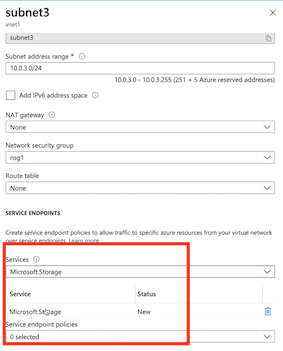 subnet3
vnet1
subnet3
Subnet address range *
10.0.3.0/24
10.0.3.0 - 10.0.3.255 (251 + 5 Azure reserved addresses)
Add IPv6 address space
NAT gateway
None
Network security group
nsg1
Route table
None
SERVICE ENDPOINTS
Create service endpoint policies to allow traffic to specific azure resources from your virtual network
over service endpoints. Learn more
Services
Microsoft.Storage
Service Status
Microsoft.Storage New
Service endpoint policies
0 selected